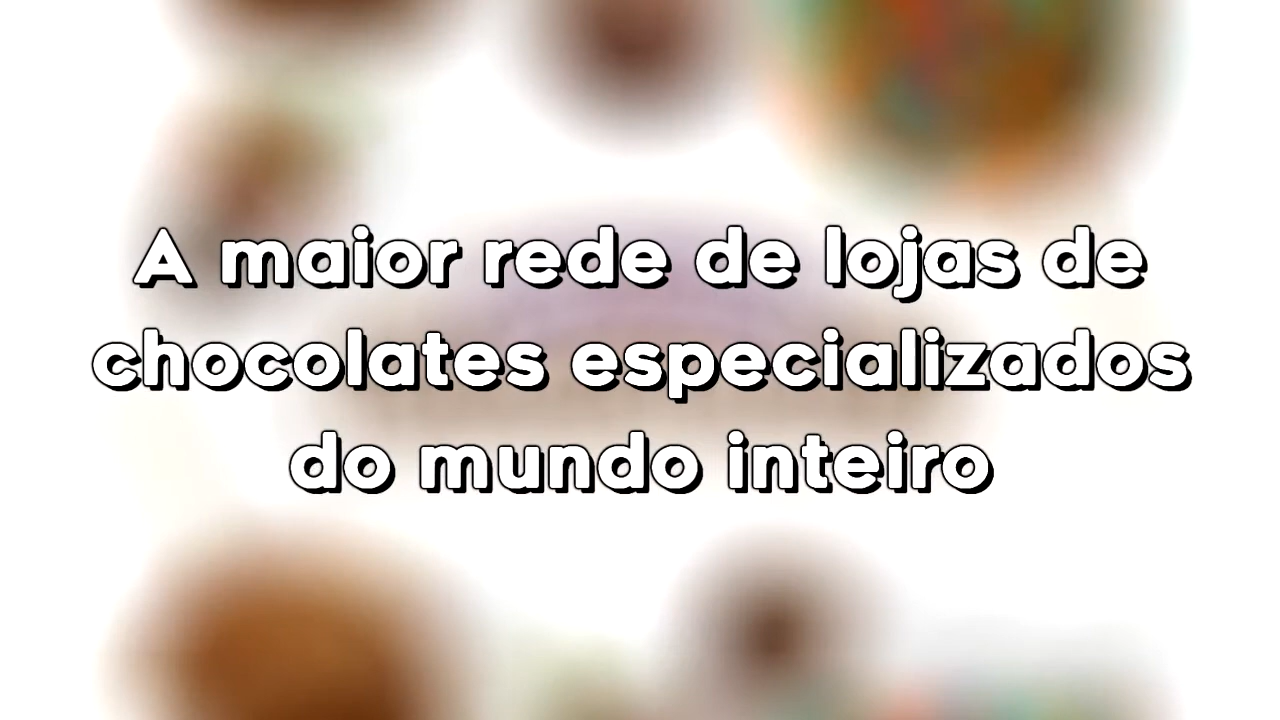 A maior rede de lojas de
chocolates especializados
do mundo inteiro